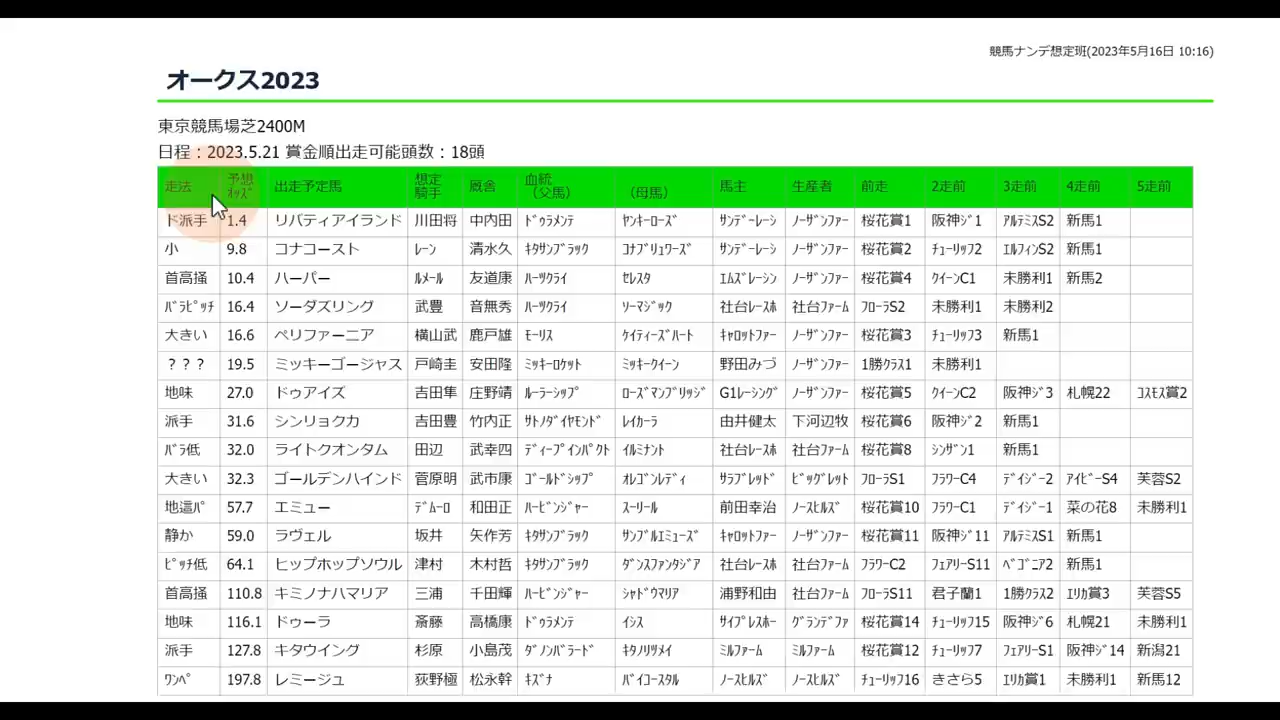 競馬ナンデ想定班(2023年5月16日 10:16)
オークス2023
東京競馬場芝2400M
日程：2023.5.21 賞金順出走可能頭数：18頭
走法 予想ｵｯｽﾞ 出走予定馬 想定騎手 厩舎 血統（父馬） （母馬） 馬主 生産者 前走 2走前 3走前 4走前 5走前
ド派手 1.4 リバティアイランド 川田将 中内田 ﾄﾞｩﾗﾒﾝﾃ ﾔﾝｷｰﾛｰｽﾞ ｻﾝﾃﾞｰﾚｰｼ ﾉｰｻﾞﾝﾌｧｰ 桜花賞1 阪神ｼﾞ1 ｱﾙﾃﾐｽS2 新馬1
小 9.8 コナコースト ﾚｰﾝ 清水久 ｷﾀｻﾝﾌﾞﾗｯｸ ｺﾅﾌﾞﾘｭﾜｰｽﾞ ｻﾝﾃﾞｰﾚｰｼ ﾉｰｻﾞﾝﾌｧｰ 桜花賞2 ﾁｭｰﾘｯﾌﾟ2 ｴﾙﾌｨﾝS2 新馬1
首高掻 10.4 ハーパー ﾙﾒｰﾙ 友道康 ﾊｰﾂｸﾗｲ ｾﾚｽﾀ ｴﾑｽﾞﾚｰｼﾝ ﾉｰｻﾞﾝﾌｧｰ 桜花賞4 ｸｲｰﾝC1 未勝利1 新馬2
ﾊﾞﾗﾋﾟｯﾁ 16.4 ソーダズリング 武豊 音無秀 ﾊｰﾂｸﾗｲ ｿｰﾏｼﾞｯｸ 社台ﾚｰｽﾎ 社台ﾌｧｰﾑ ﾌﾛｰﾗS2 未勝利1 未勝利2
大きい 16.6 ペリファーニア 横山武 鹿戸雄 ﾓｰﾘｽ ｹｲﾃｨｰｽﾞﾊｰﾄ ｷｬﾛｯﾄﾌｧｰ ﾉｰｻﾞﾝﾌｧｰ 桜花賞3 ﾁｭｰﾘｯﾌﾟ3 新馬1
？？？ 19.5 ミッキーゴージャス 戸崎圭 安田隆 ﾐｯｷｰﾛｹｯﾄ ﾐｯｷｰｸｲｰﾝ 野田みづ ﾉｰｻﾞﾝﾌｧｰ 1勝ｸﾗｽ1 未勝利1
地味 27.0 ドゥアイズ 吉田隼 庄野靖 ﾙｰﾗｰｼｯﾌﾟ ﾛｰｽﾞﾏﾝﾌﾞﾘｯｼﾞ G1ﾚｰｼﾝｸﾞ ﾉｰｻﾞﾝﾌｧｰ 桜花賞5 ｸｲｰﾝC2 阪神ｼﾞ3 札幌22 ｺｽﾓｽ賞2
派手 31.6 シンリョクカ 吉田豊 竹内正 ｻﾄﾉﾀﾞｲﾔﾓﾝﾄﾞ ﾚｲｶｰﾗ 由井健太 下河辺牧 桜花賞6 阪神ｼﾞ2 新馬1
ﾊﾞﾗ低 32.0 ライトクオンタム 田辺 武幸四 ﾃﾞｨｰﾌﾟｲﾝﾊﾟｸﾄ ｲﾙﾐﾅﾝﾄ 社台ﾚｰｽﾎ 社台ﾌｧｰﾑ 桜花賞8 ｼﾝｻﾞﾝ1 新馬1
大きい 32.3 ゴールデンハインド 菅原明 武市康 ｺﾞｰﾙﾄﾞｼｯﾌﾟ ｵﾚｺﾞﾝﾚﾃﾞｨ ｻﾗﾌﾞﾚｯﾄﾞ ﾋﾞｯｸﾞﾚｯﾄ ﾌﾛｰﾗS1 ﾌﾗﾜｰC4 ﾃﾞｲｼﾞｰ2 ｱｲﾋﾞｰS4 芙蓉S2
地這ﾊﾟ 57.7 エミュー ﾃﾞﾑｰﾛ 和田正 ﾊｰﾋﾞﾝｼﾞｬｰ ｽｰﾘｰﾙ 前田幸治 ﾉｰｽﾋﾙｽﾞ 桜花賞10 ﾌﾗﾜｰC1 ﾃﾞｲｼﾞｰ1 菜の花8 未勝利1
静か 59.0 ラヴェル 坂井 矢作芳 ｷﾀｻﾝﾌﾞﾗｯｸ ｻﾝﾌﾞﾙｴﾐｭｰｽﾞ ｷｬﾛｯﾄﾌｧｰ ﾉｰｻﾞﾝﾌｧｰ 桜花賞11 阪神ｼﾞ11 ｱﾙﾃﾐｽS1 新馬1
ﾋﾟｯﾁ低 64.1 ヒップホップソウル 津村 木村哲 ｷﾀｻﾝﾌﾞﾗｯｸ ﾀﾞﾝｽﾌｧﾝﾀｼﾞｱ 社台ﾚｰｽﾎ 社台ﾌｧｰﾑ ﾌﾗﾜｰC2 ﾌｪｱﾘｰS11 ﾍﾞｺﾞﾆｱ2 新馬1
首高掻 110.8 キミノナハマリア 三浦 千田輝 ﾊｰﾋﾞﾝｼﾞｬｰ ｼｬﾄﾞｳﾏﾘｱ 浦野和由 社台ﾌｧｰﾑ ﾌﾛｰﾗS11 君子蘭1 1勝ｸﾗｽ2 ｴﾘｶ賞3 芙蓉S5
地味 116.1 ドゥーラ 斎藤 高橋康 ﾄﾞｩﾗﾒﾝﾃ ｲｼｽ ｻｲﾌﾟﾚｽﾎｰ ｸﾞﾗﾝﾃﾞﾌｧ 桜花賞14 ﾁｭｰﾘｯﾌﾟ15 阪神ｼﾞ6 札幌21 未勝利1
派手 127.8 キタウイング 杉原 小島茂 ﾀﾞﾉﾝﾊﾞﾗｰﾄﾞ ｷﾀﾉﾘﾂﾒｲ ﾐﾙﾌｧｰﾑ ﾐﾙﾌｧｰﾑ 桜花賞12 ﾁｭｰﾘｯﾌﾟ7 ﾌｪｱﾘｰS1 阪神ｼﾞ14 新潟21
ﾜﾝﾍﾟ 197.8 レミージュ 荻野極 松永幹 ｷｽﾞﾅ ﾊﾞｲｺｰｽﾀﾙ ﾉｰｽﾋﾙｽﾞ ﾉｰｽﾋﾙｽﾞ ﾁｭｰﾘｯﾌﾟ16 きさら5 ｴﾘｶ賞1 未勝利1 新馬12